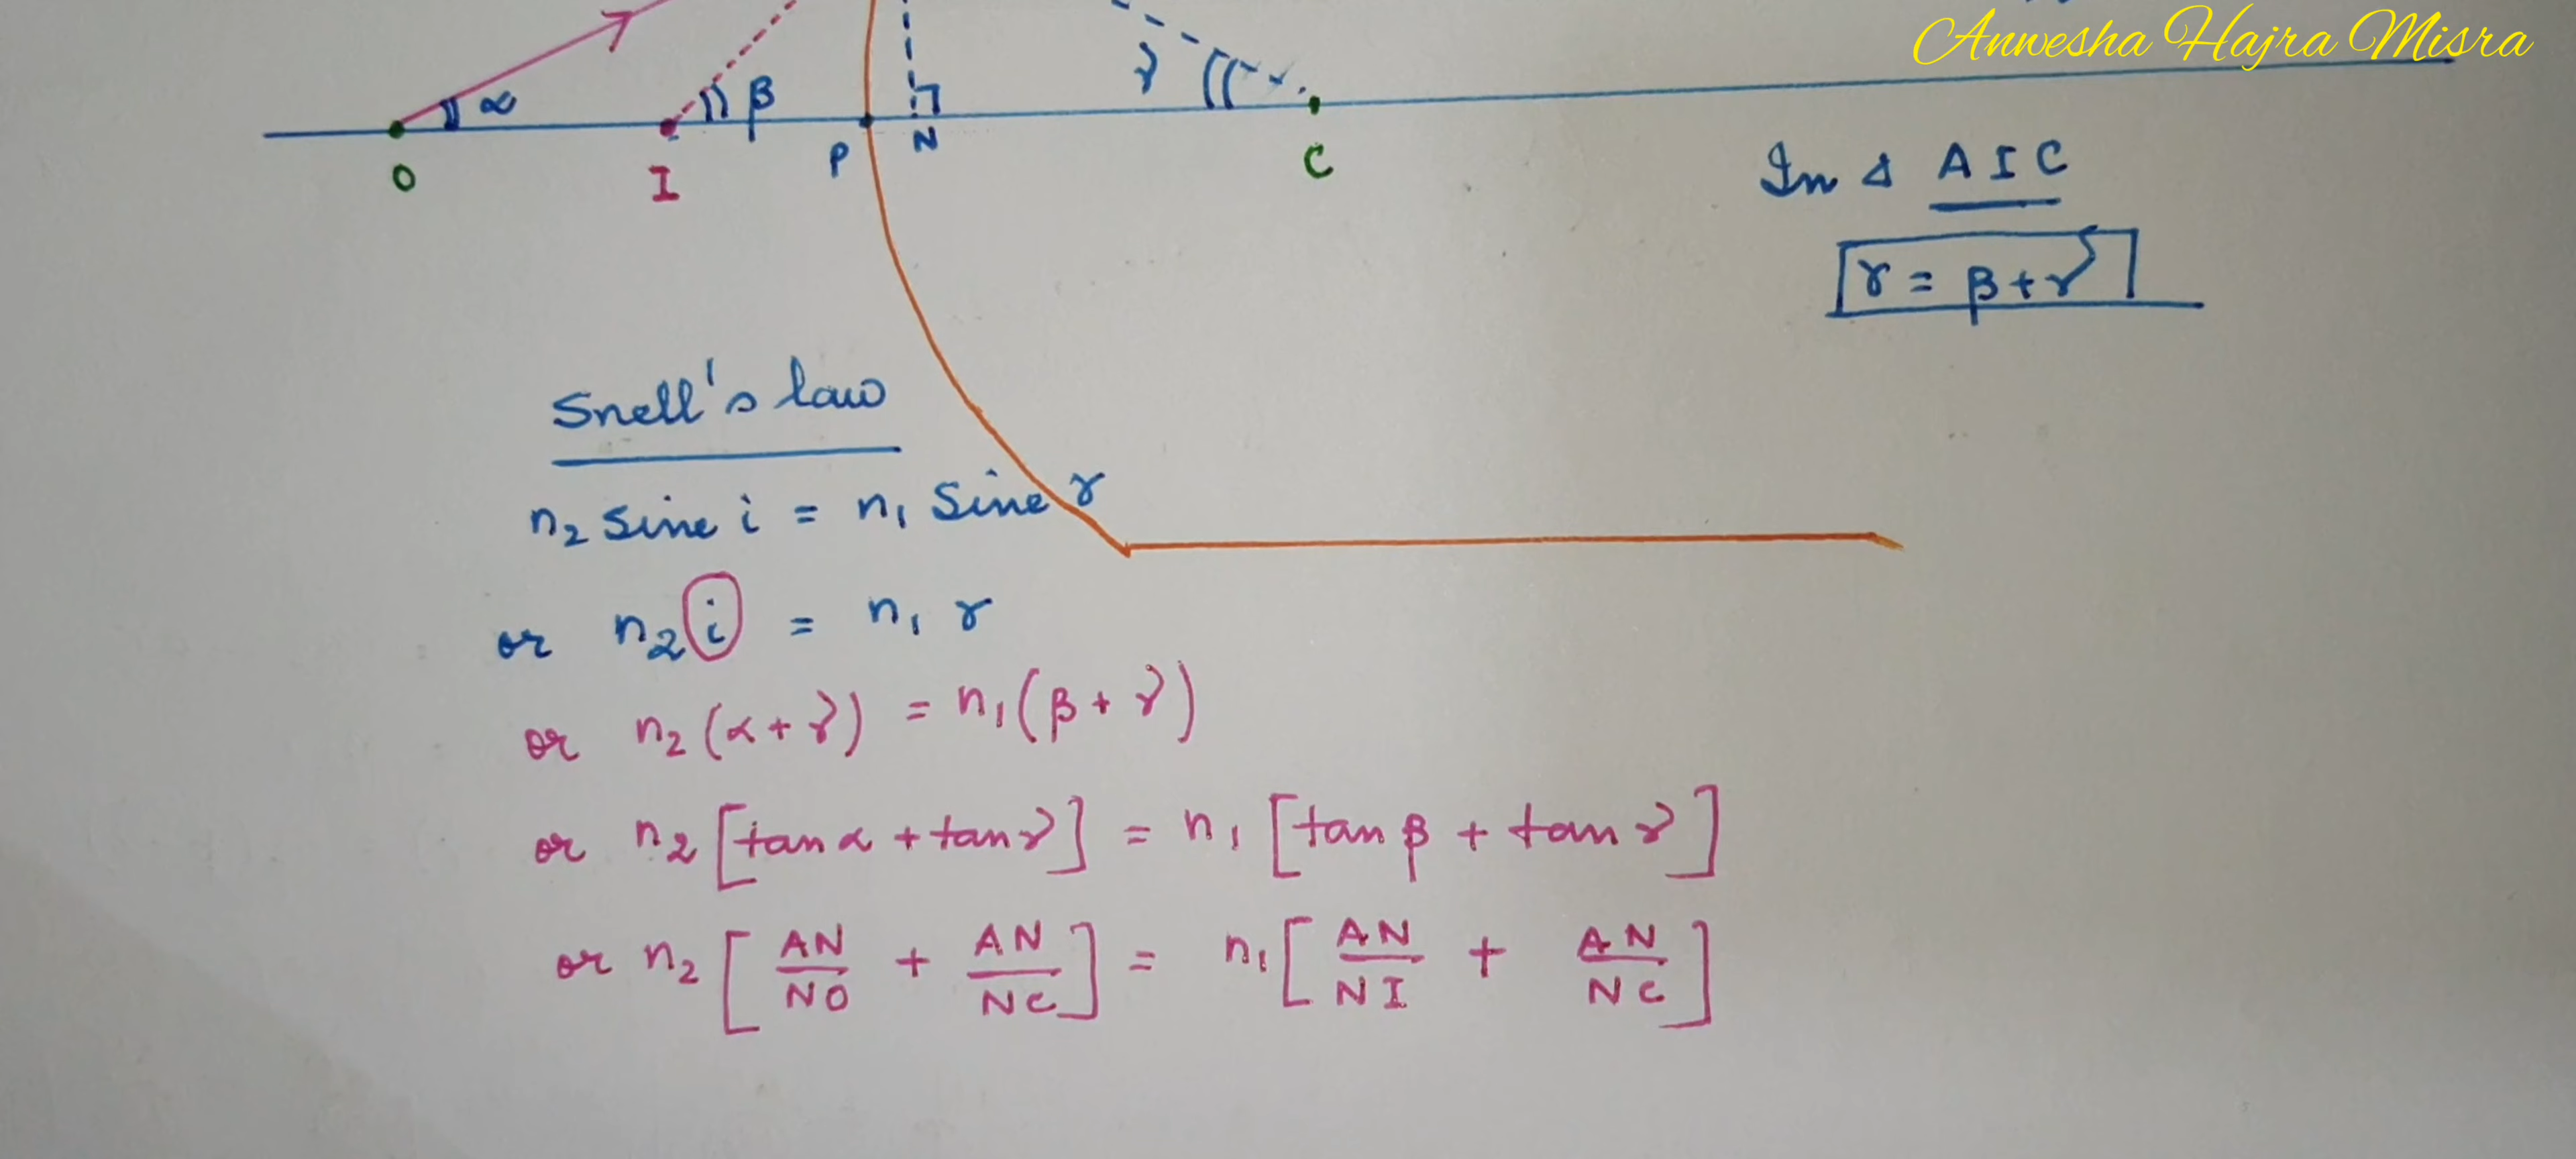 Anwesha Hajra Misra
α β γ
O I P N C
In Δ AIC
r = β + γ
Snell's law
n₂ sine i = n₁ sine r
or n₂ i = n₁ r
or n₂ (α + γ) = n₁ (β + γ)
or n₂ [tan α + tan γ] = n₁ [tan β + tan γ]
or n₂ [AN/NO + AN/NC] = n₁ [AN/NI + AN/NC]